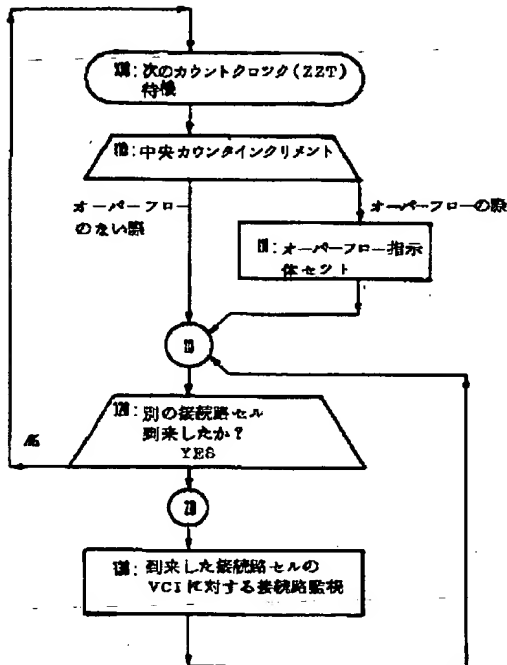 次のカウントクロック(ZZT)
待機
中央カウンタインクリメント
オーバーフロー
のない際
オーバーフローの際
オーバーフロー指示
体セット
120:別の接続路セル
到来したか?
YES
到来した接続路セルの
VCIに対する接続路監視